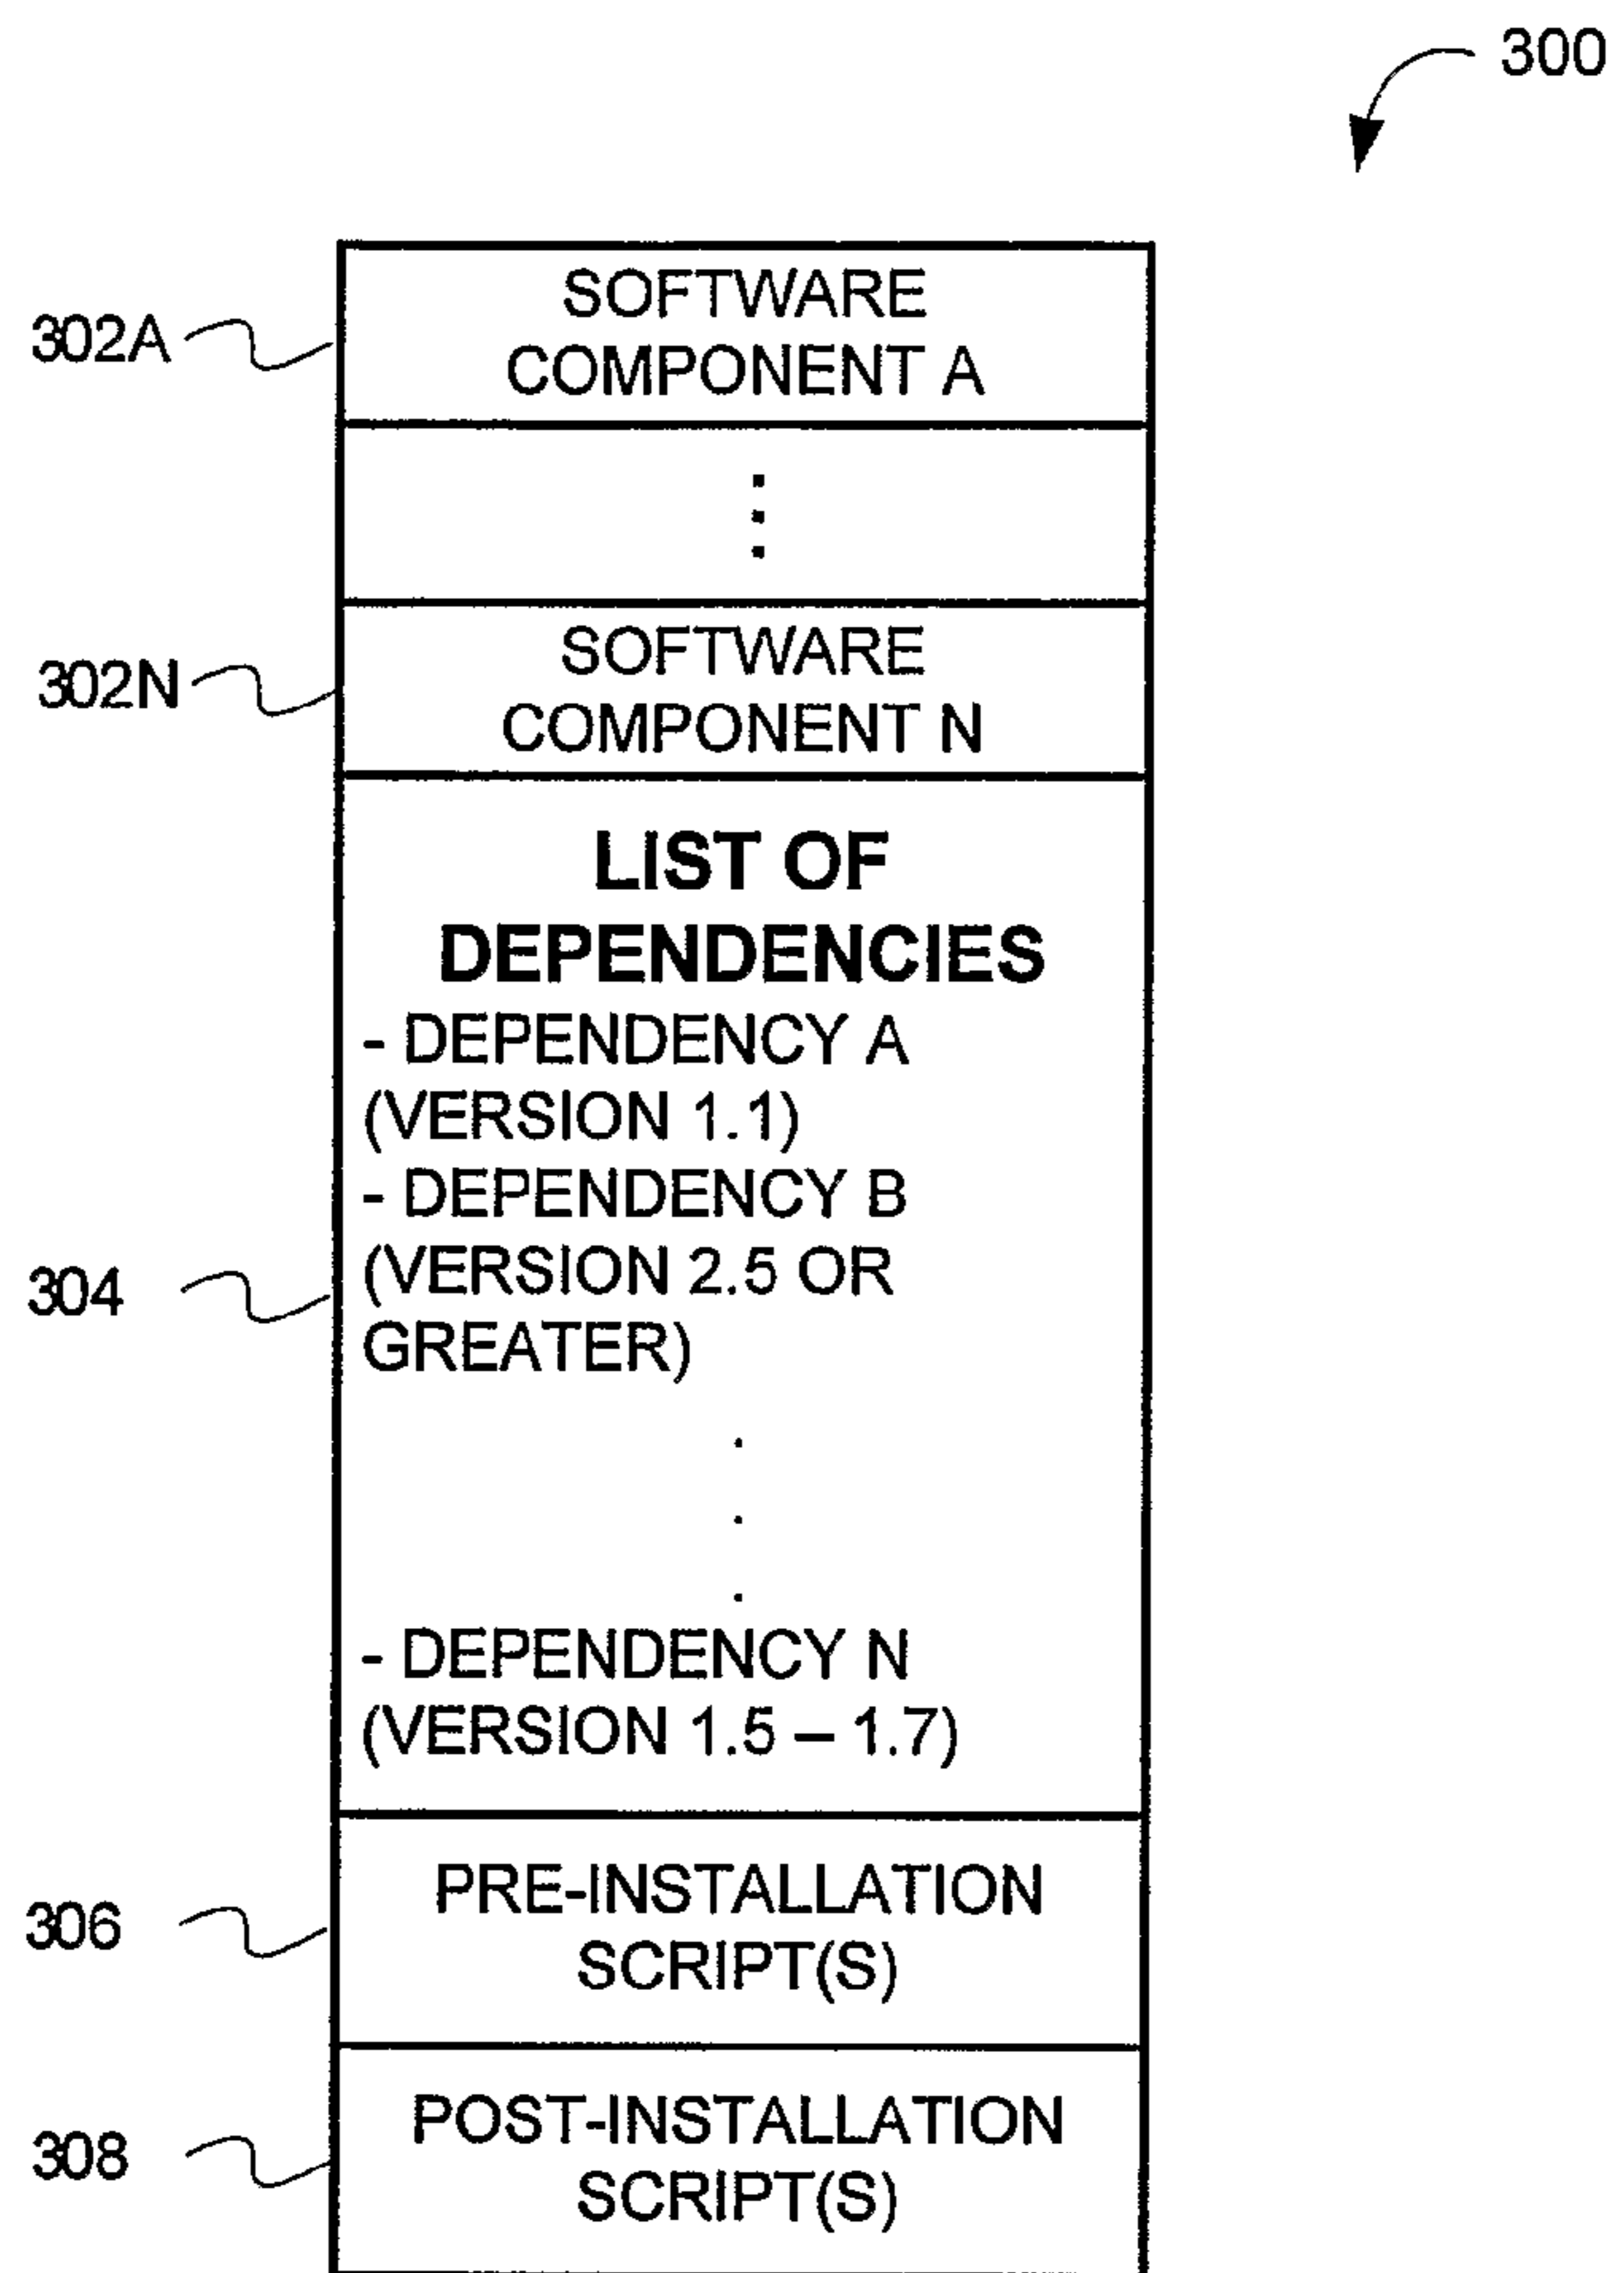 300
302A
SOFTWARE
COMPONENT A
302N
SOFTWARE
COMPONENT N
LIST OF
DEPENDENCIES
- DEPENDENCY A
(VERSION 1.1)
- DEPENDENCY B
304
(VERSION 2.5 OR
GREATER)
- DEPENDENCY N
(VERSION 1.5 – 1.7)
306
PRE-INSTALLATION
SCRIPT(S)
308
POST-INSTALLATION
SCRIPT(S)